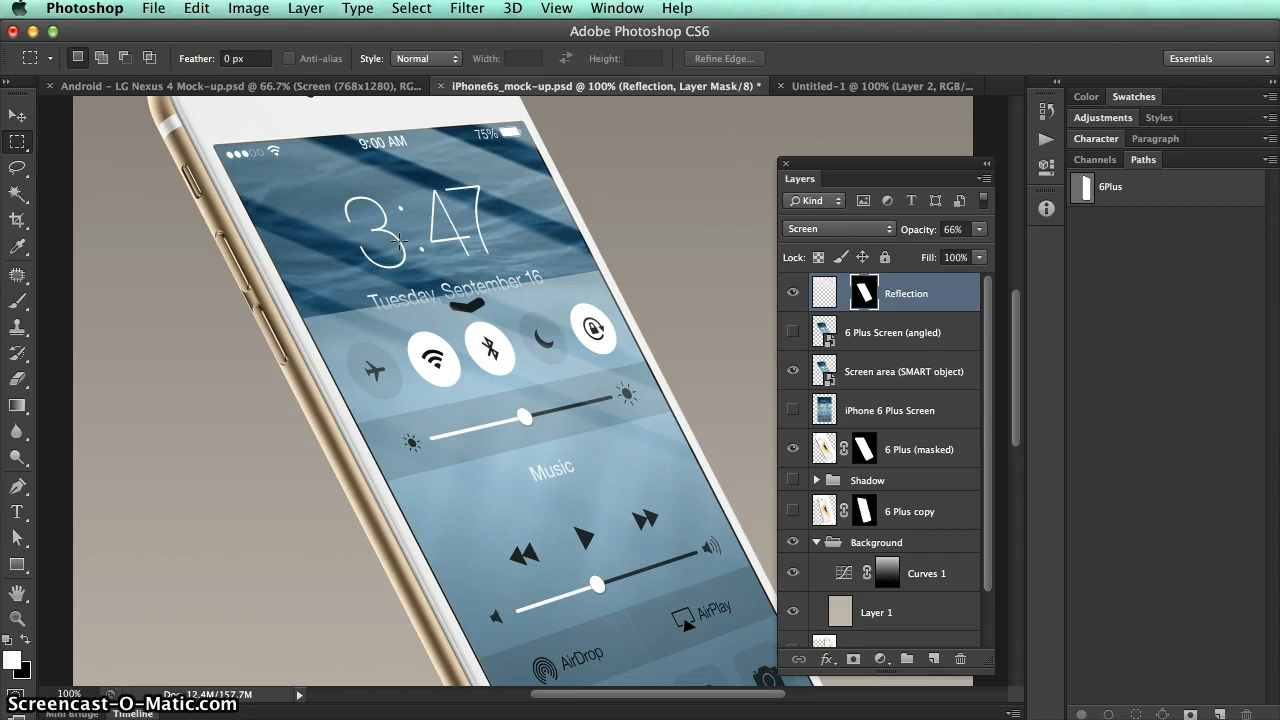 Photoshop File Edit Image Layer Type Select Filter 3D View Window Help
Adobe Photoshop CS6
Feather: 0 px Anti-alias Style: Normal Width: Height: Refine Edge... Essentials
Android – LG Nexus 4 Mock-up.psd @ 66.7% (Screen (768x1280), RG... iPhone6s_mock-up.psd @ 100% (Reflection, Layer Mask/8) * Untitled-1 @ 100% (Layer 2, RGB/...
Color Swatches
Adjustments Styles
Character Paragraph
Channels Paths
6Plus
9:00 AM 75%
3:47
Tuesday, September 16
Music
AirPlay
AirDrop
Layers
Kind
Screen Opacity: 66%
Lock: Fill: 100%
Reflection
6 Plus Screen (angled)
Screen area (SMART object)
iPhone 6 Plus Screen
6 Plus (masked)
Shadow
6 Plus copy
Background
Curves 1
Layer 1
fx
T
100% Doc: 12.4M/157.7M
Screencast-O-Matic.com
Mini Bridge Timeline